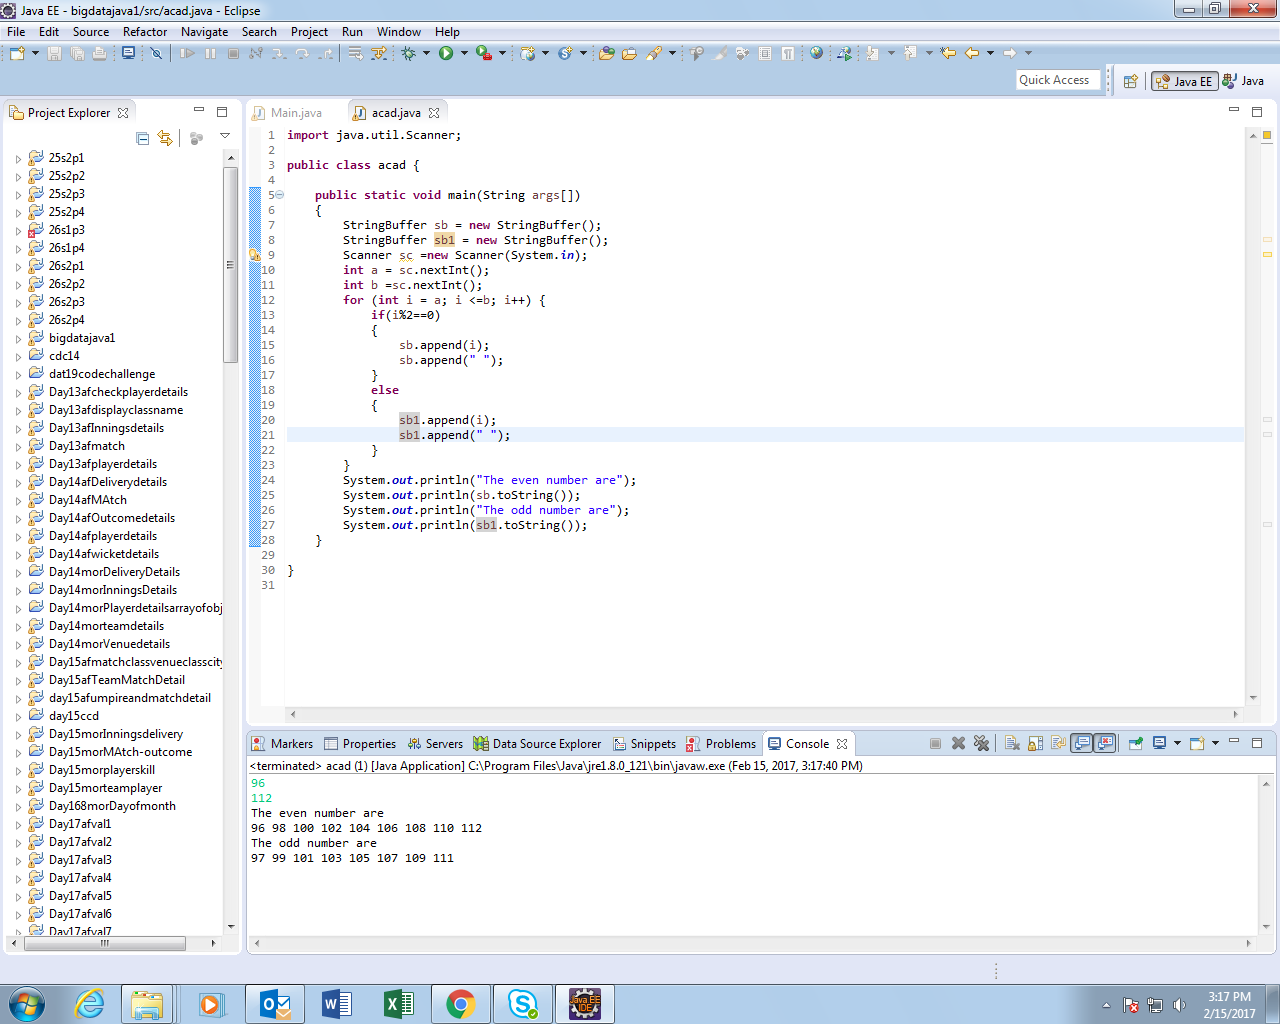 Java EE - bigdatajava1/src/acad.java - Eclipse
File Edit Source Refactor Navigate Search Project Run Window Help
Quick Access
Java EE
Java
Project Explorer
25s2p1
25s2p2
25s2p3
25s2p4
26s1p3
26s1p4
26s2p1
26s2p2
26s2p3
26s2p4
bigdatajava1
cdc14
dat19codechallenge
Day13afcheckplayerdetails
Day13afdisplayclassname
Day13afInningsdetails
Day13afmatch
Day13afplayerdetails
Day14afDeliverydetails
Day14afMAtch
Day14afOutcomedetails
Day14afplayerdetails
Day14afwicketdetails
Day14morDeliveryDetails
Day14morInningsDetails
Day14morPlayerdetailsarrayofobj
Day14morteamdetails
Day14morVenuedetails
Day15afmatchclassvenueclasscity
Day15afTeamMatchDetail
day15afumpireandmatchdetail
day15ccd
Day15morInningsdelivery
Day15morMAtch-outcome
Day15morplayerskill
Day15morteamplayer
Day168morDayofmonth
Day17afval1
Day17afval2
Day17afval3
Day17afval4
Day17afval5
Day17afval6
Day17afval7
Main.java
acad.java
1 import java.util.Scanner;
2
3 public class acad {
4
5 public static void main(String args[])
6 {
7 StringBuffer sb = new StringBuffer();
8 StringBuffer sb1 = new StringBuffer();
9 Scanner sc =new Scanner(System.in);
10 int a = sc.nextInt();
11 int b =sc.nextInt();
12 for (int i = a; i <=b; i++) {
13 if(i%2==0)
14 {
15 sb.append(i);
16 sb.append(" ");
17 }
18 else
19 {
20 sb1.append(i);
21 sb1.append(" ");
22 }
23 }
24 System.out.println("The even number are");
25 System.out.println(sb.toString());
26 System.out.println("The odd number are");
27 System.out.println(sb1.toString());
28 }
29
30 }
31
Markers Properties Servers Data Source Explorer Snippets Problems Console
<terminated> acad (1) [Java Application] C:\Program Files\Java\jre1.8.0_121\bin\javaw.exe (Feb 15, 2017, 3:17:40 PM)
96
112
The even number are
96 98 100 102 104 106 108 110 112
The odd number are
97 99 101 103 105 107 109 111
Java EE
IDE
3:17 PM
2/15/2017